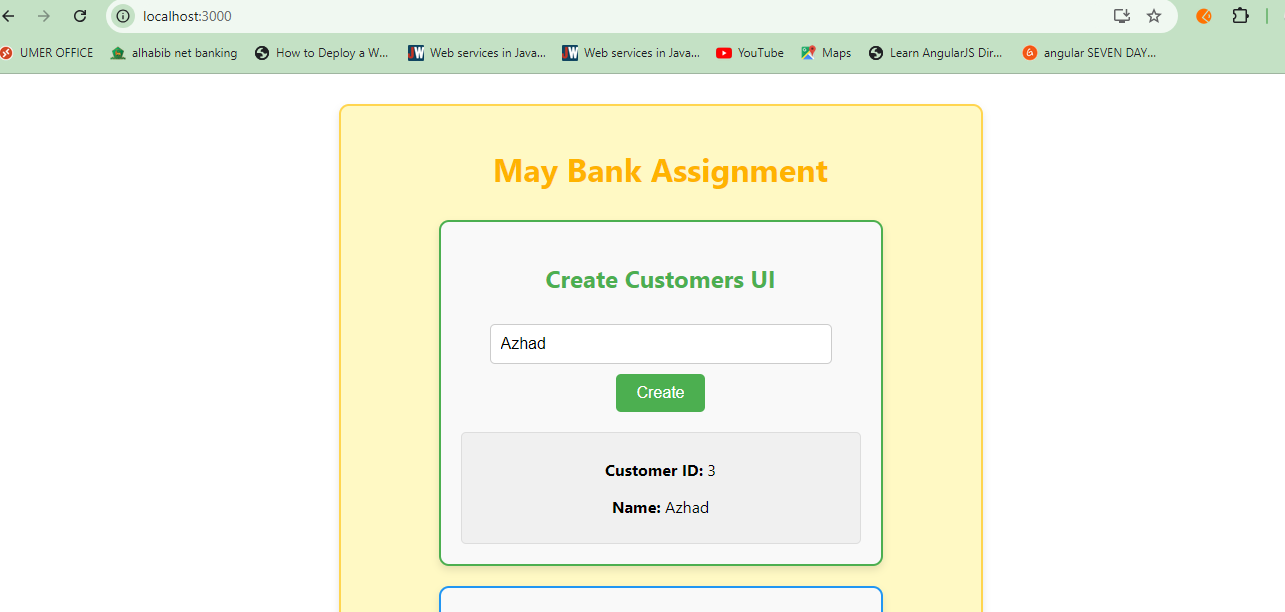 localhost:3000
UMER OFFICE alhabib net banking How to Deploy a W... Web services in Java... Web services in Java... YouTube Maps Learn AngularJS Dir... angular SEVEN DAY...
May Bank Assignment
Create Customers UI
Azhad
Create
Customer ID: 3
Name: Azhad